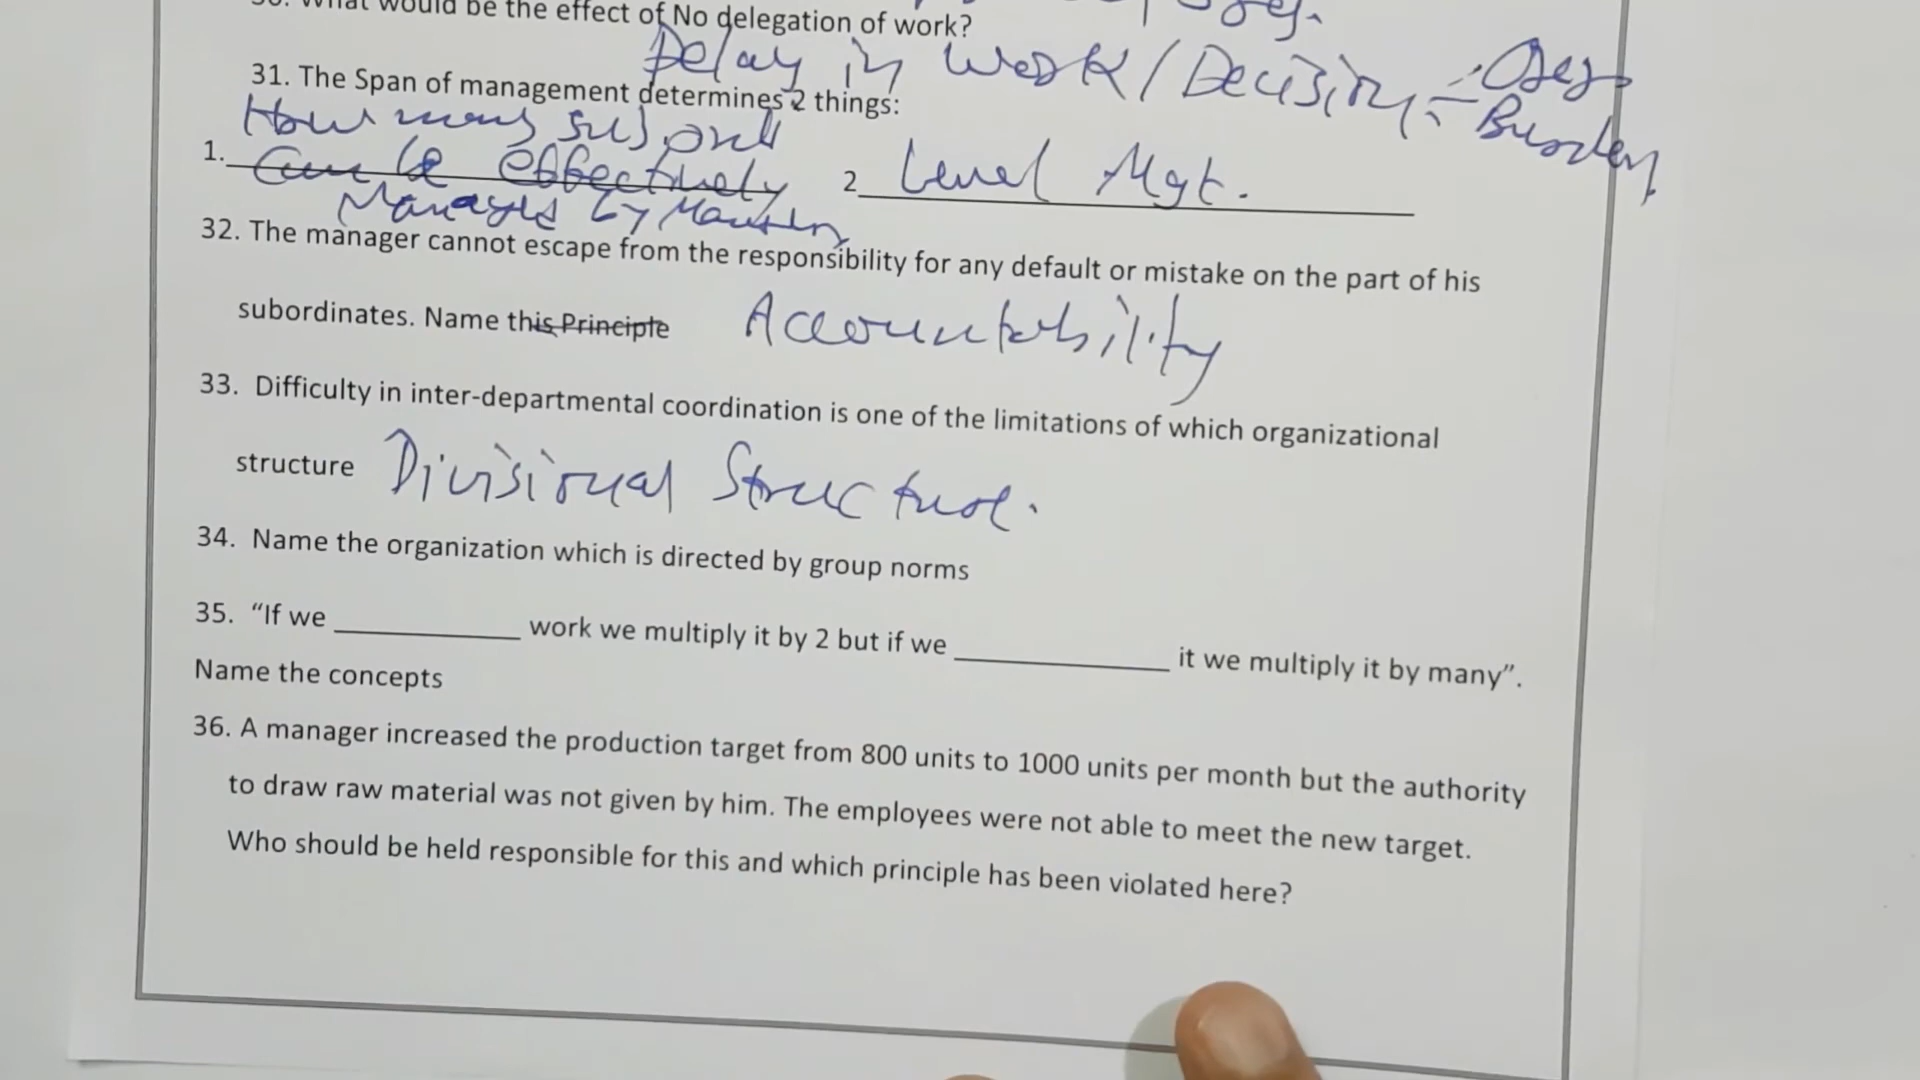 30. What would be the effect of No delegation of work?
Delay in Work/Decision, - Over
Burden
31. The Span of management determines 2 things:
How many
1. Can be effectively 2 Level Mgt.
Manages by
32. The manager cannot escape from the responsibility for any default or mistake on the part of his
subordinates. Name this Principle Accountability
33. Difficulty in inter-departmental coordination is one of the limitations of which organizational
structure Divisional Structure.
34. Name the organization which is directed by group norms
35. “If we __________ work we multiply it by 2 but if we __________ it we multiply it by many”.
Name the concepts
36. A manager increased the production target from 800 units to 1000 units per month but the authority
to draw raw material was not given by him. The employees were not able to meet the new target.
Who should be held responsible for this and which principle has been violated here?